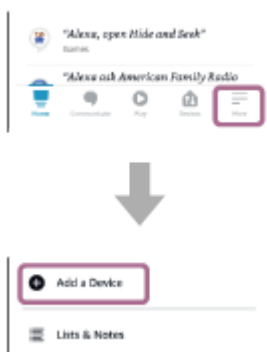 "Alexa, open Hide and Seek"
Games
"Alexa ask American Family Radio
Home Communicate Play Devices More
Add a Device
Lists & Notes